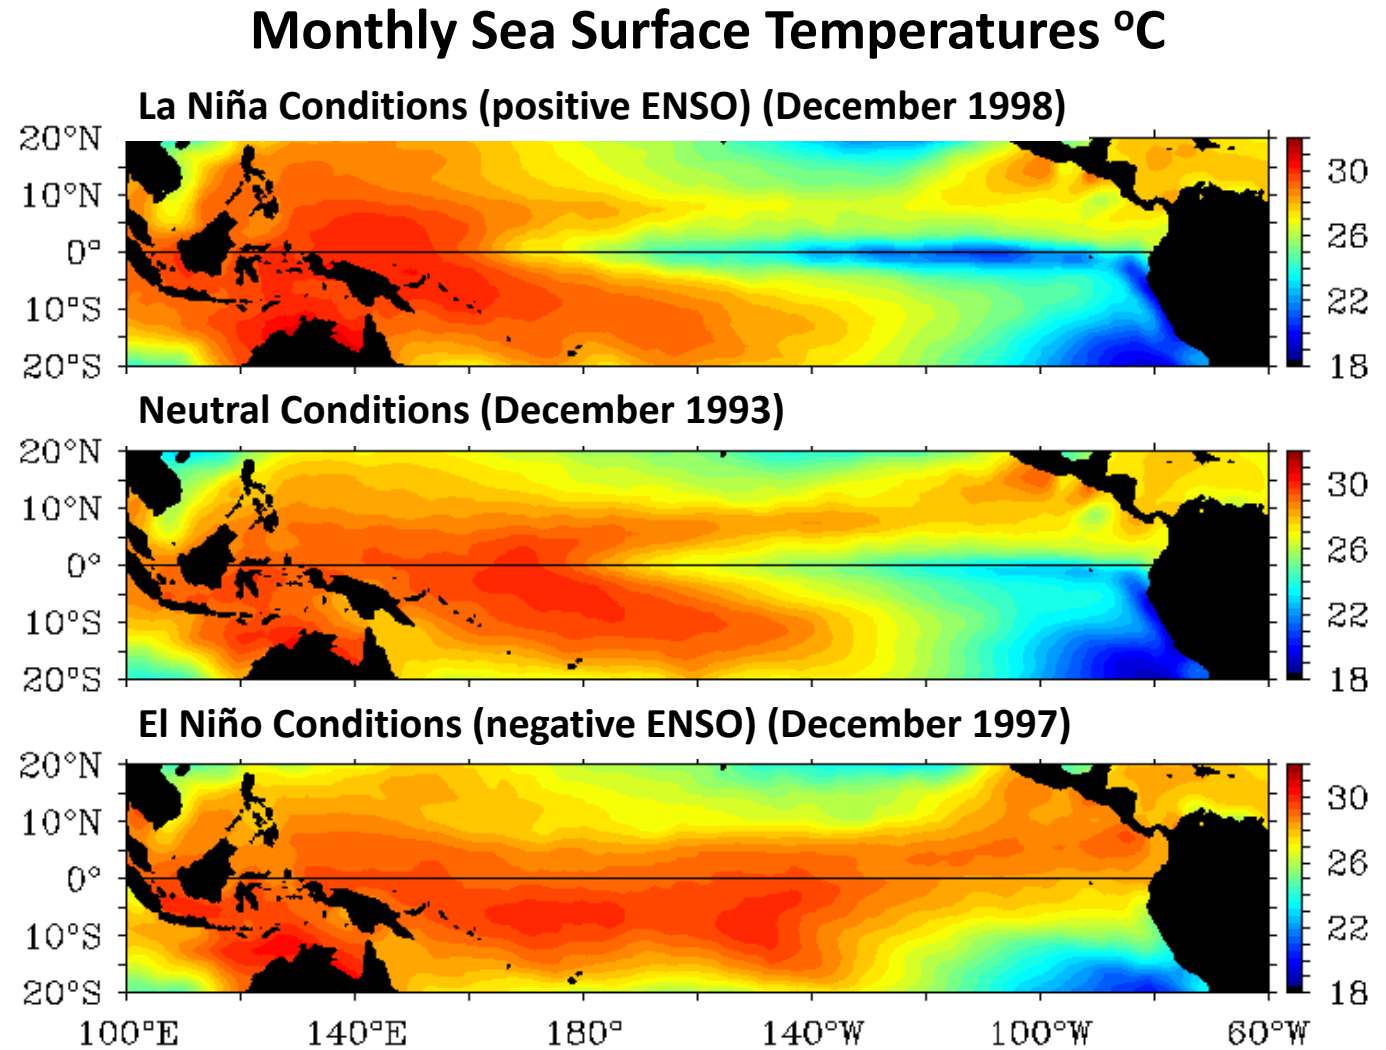 Monthly Sea Surface Temperatures ⁰C
La Niña Conditions (positive ENSO) (December 1998)
20°N
10°N
0°
10°S
20°S
30
26
22
18
Neutral Conditions (December 1993)
20°N
10°N
0°
10°S
20°S
30
26
22
18
El Niño Conditions (negative ENSO) (December 1997)
20°N
10°N
0°
10°S
20°S
30
26
22
18
100°E 140°E 180° 140°W 100°W 60°W